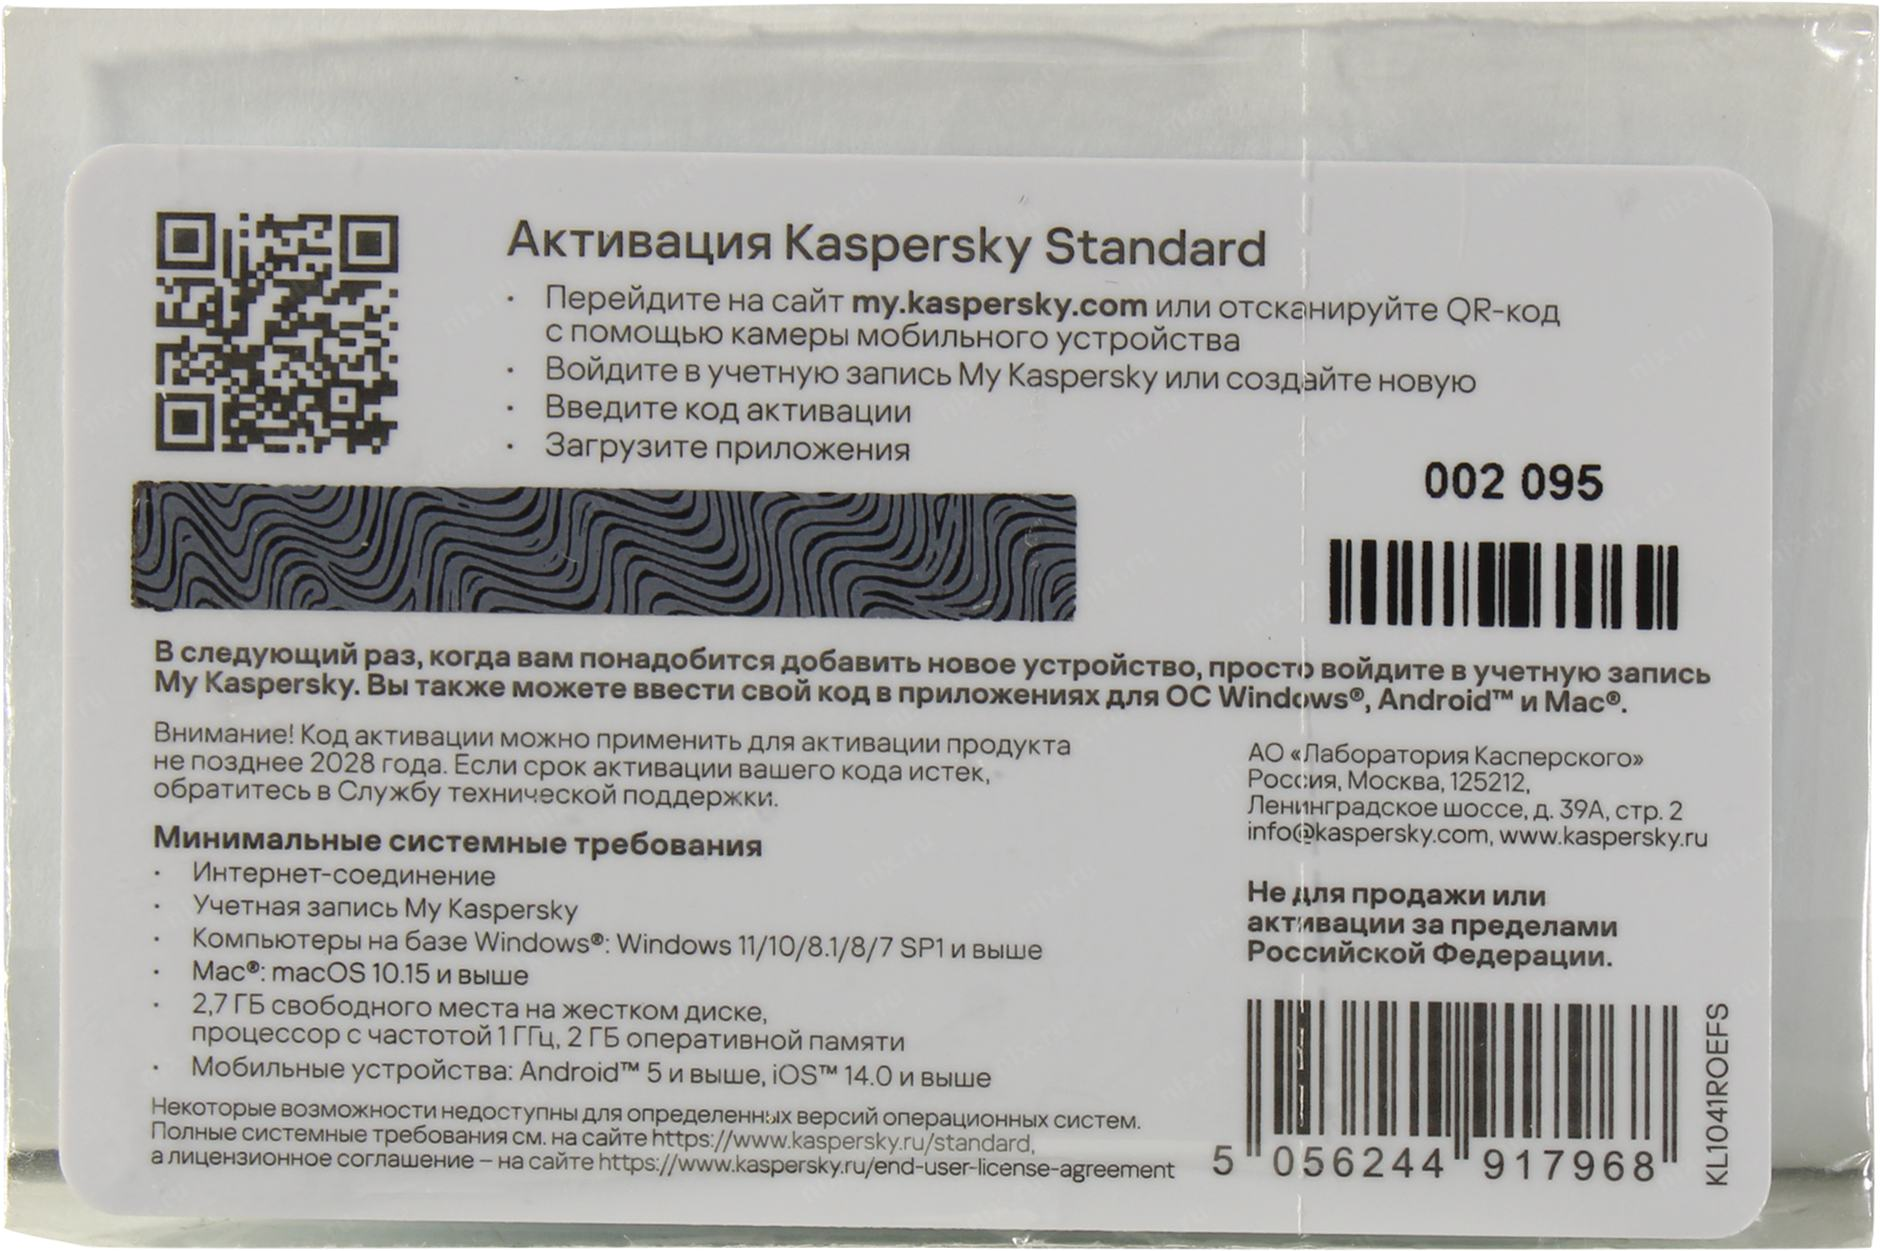 Активация Kaspersky Standard
· Перейдите на сайт my.kaspersky.com или отсканируйте QR-код
с помощью камеры мобильного устройства
· Войдите в учетную запись My Kaspersky или создайте новую
· Введите код активации
· Загрузите приложения
002 095
В следующий раз, когда вам понадобится добавить новое устройство, просто войдите в учетную запись
My Kaspersky. Вы также можете ввести свой код в приложениях для ОС Windows®, Android™ и Mac®.
Внимание! Код активации можно применить для активации продукта
не позднее 2028 года. Если срок активации вашего кода истек,
обратитесь в Службу технической поддержки.
АО «Лаборатория Касперского»
Россия, Москва, 125212,
Ленинградское шоссе, д. 39А, стр. 2
info@kaspersky.com, www.kaspersky.ru
Минимальные системные требования
· Интернет-соединение
· Учетная запись My Kaspersky
· Компьютеры на базе Windows®: Windows 11/10/8.1/8/7 SP1 и выше
· Mac®: macOS 10.15 и выше
· 2,7 ГБ свободного места на жестком диске,
процессор с частотой 1 ГГц, 2 ГБ оперативной памяти
· Мобильные устройства: Android™ 5 и выше, iOS™ 14.0 и выше
Не для продажи или
активации за пределами
Российской Федерации.
Некоторые возможности недоступны для определенных версий операционных систем.
Полные системные требования см. на сайте https://www.kaspersky.ru/standard,
а лицензионное соглашение – на сайте https://www.kaspersky.ru/end-user-license-agreement
5 056244 917968
KL1041ROEFS
nix.ru